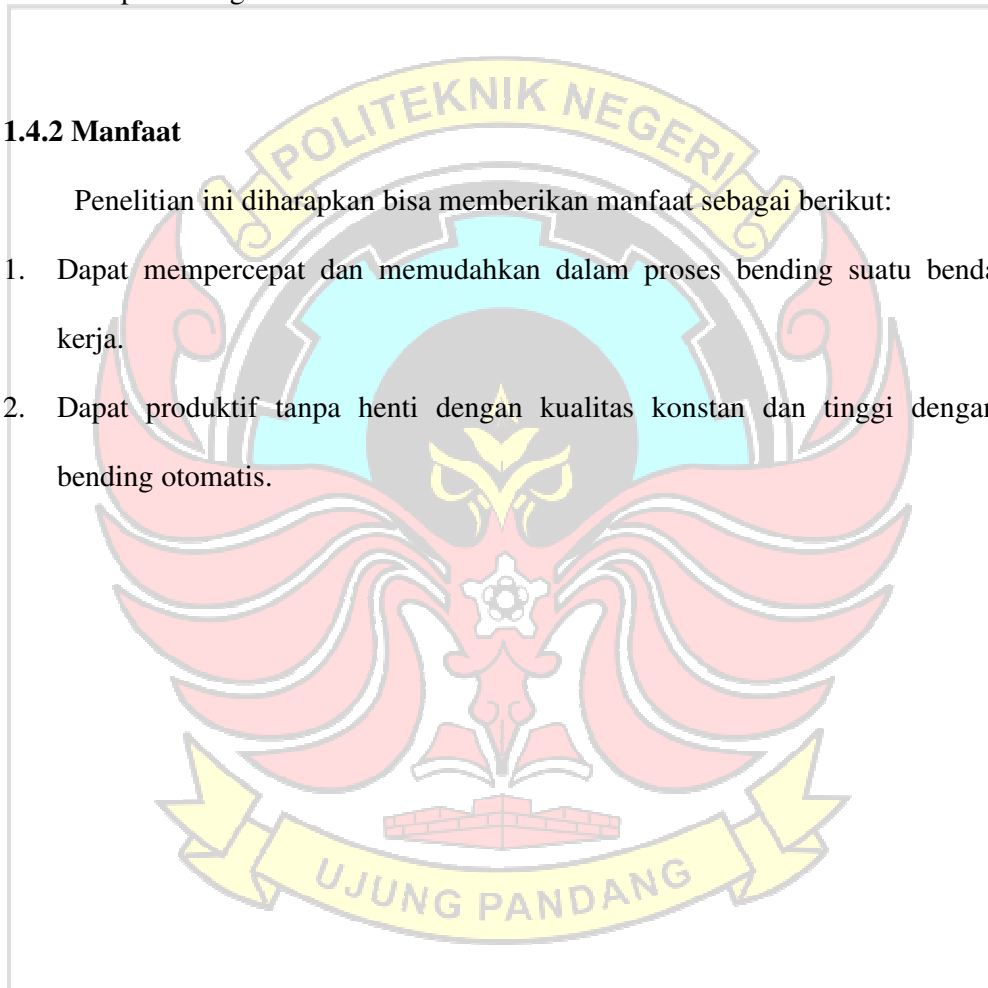 1.4.2 Manfaat
Penelitian ini diharapkan bisa memberikan manfaat sebagai berikut:
1. Dapat mempercepat dan memudahkan dalam proses bending suatu benda
kerja.
2. Dapat produktif tanpa henti dengan kualitas konstan dan tinggi dengan
bending otomatis.
POLITEKNIK NEGERI
UJUNG PANDANG